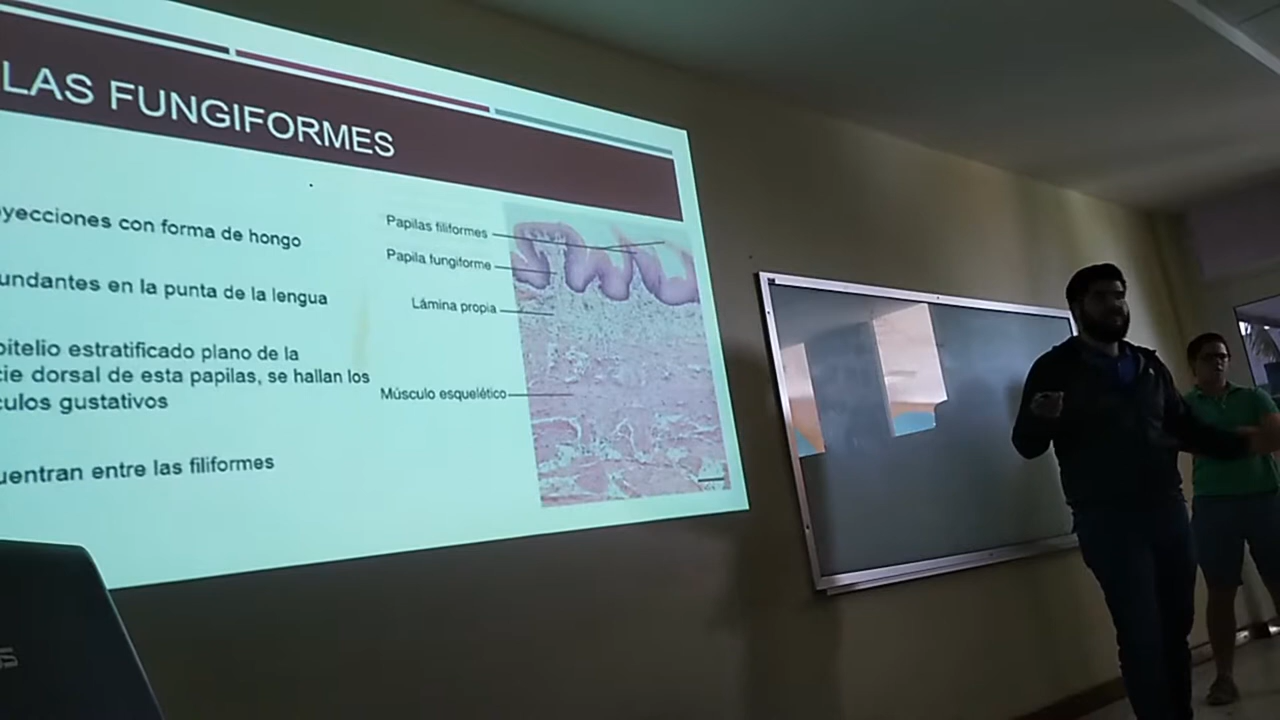 LAS FUNGIFORMES
yecciones con forma de hongo
undantes en la punta de la lengua
pitelio estratificado plano de la
cie dorsal de esta papilas, se hallan los
culos gustativos
uentran entre las filiformes
Papilas filiformes
Papila fungiforme
Lámina propia
Músculo esquelético